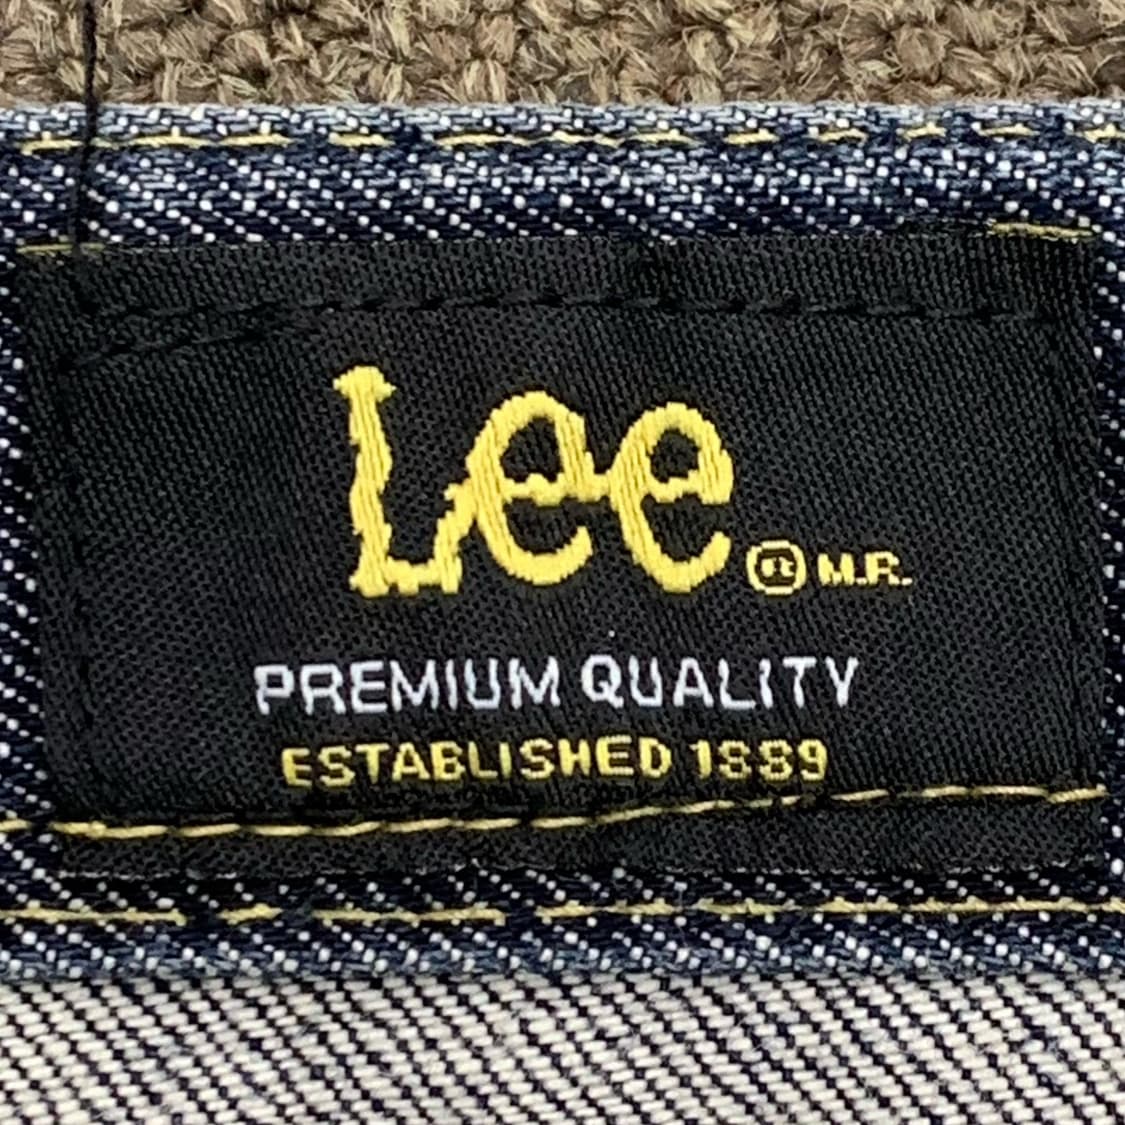 Lee ® M.R.
PREMIUM QUALITY
ESTABLISHED 1889